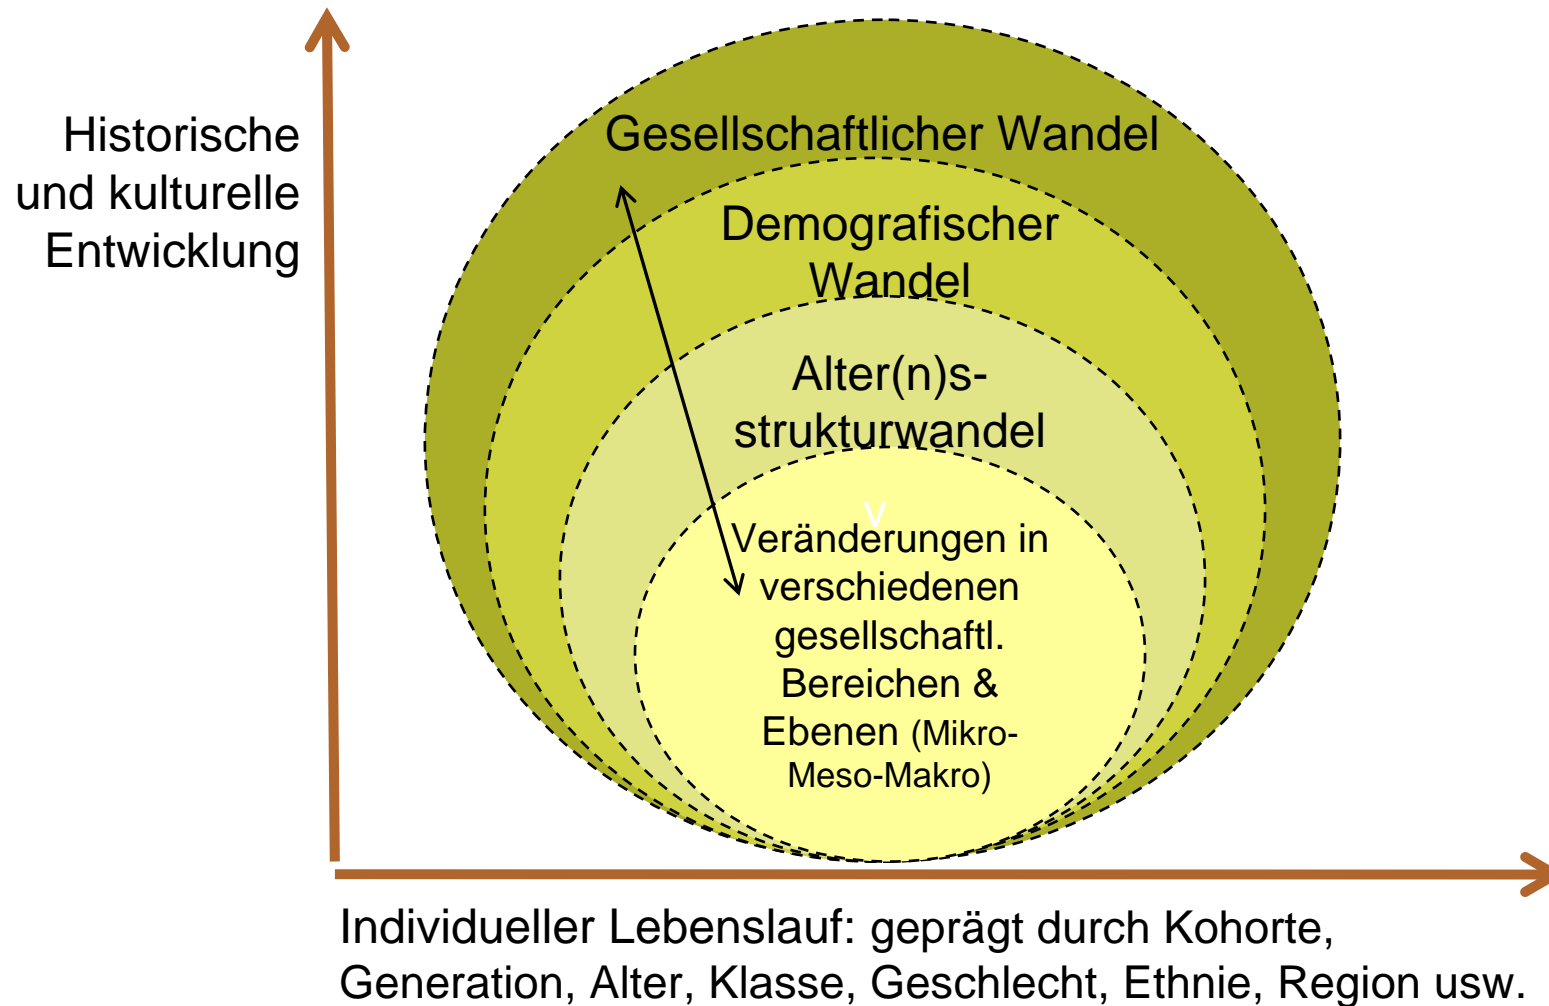 Historische
und kulturelle
Entwicklung
Gesellschaftlicher Wandel
Demografischer
Wandel
Alter(n)s-
strukturwandel
v
Veränderungen in
verschiedenen
gesellschaftl.
Bereichen &
Ebenen (Mikro-
Meso-Makro)
Individueller Lebenslauf: geprägt durch Kohorte,
Generation, Alter, Klasse, Geschlecht, Ethnie, Region usw.